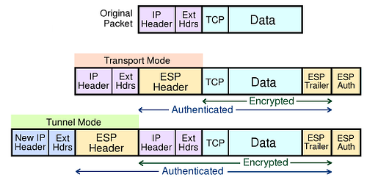 Original Packet
IP Header
Ext Hdrs
TCP
Data
Transport Mode
IP Header
Ext Hdrs
ESP Header
TCP
Data
ESP Trailer
ESP Auth
Encrypted
Authenticated
Tunnel Mode
New IP Header
Ext Hdrs
ESP Header
IP Header
Ext Hdrs
TCP
Data
ESP Trailer
ESP Auth
Encrypted
Authenticated